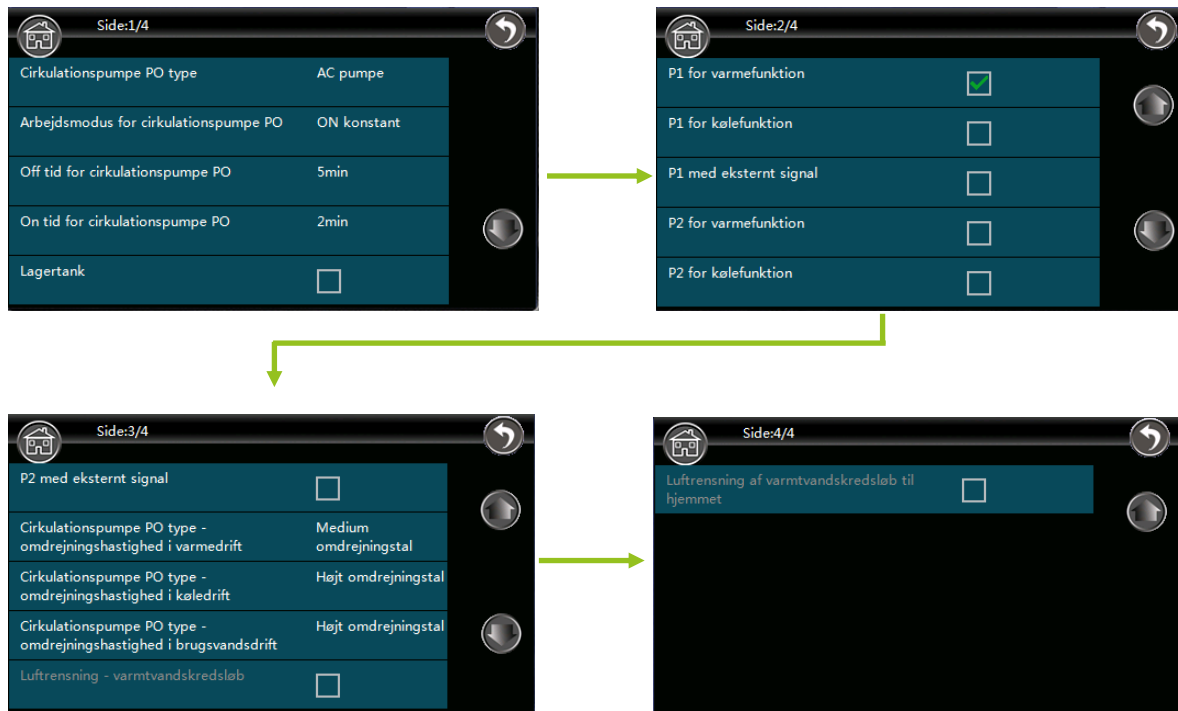 Side:1/4
Cirkulationspumpe PO type AC pumpe
Arbejdsmodus for cirkulationspumpe PO ON konstant
Off tid for cirkulationspumpe PO 5min
On tid for cirkulationspumpe PO 2min
Lagertank
Side:2/4
P1 for varmefunktion
P1 for kølefunktion
P1 med eksternt signal
P2 for varmefunktion
P2 for kølefunktion
Side:3/4
P2 med eksternt signal
Cirkulationspumpe PO type - Medium
omdrejningshastighed i varmedrift omdrejningstal
Cirkulationspumpe PO type - Højt omdrejningstal
omdrejningshastighed i køledrift
Cirkulationspumpe PO type - Højt omdrejningstal
omdrejningshastighed i brugsvandsdrift
Luftrensning - varmtvandskredsløb
Side:4/4
Luftrensning af varmtvandskredsløb til
hjemmet